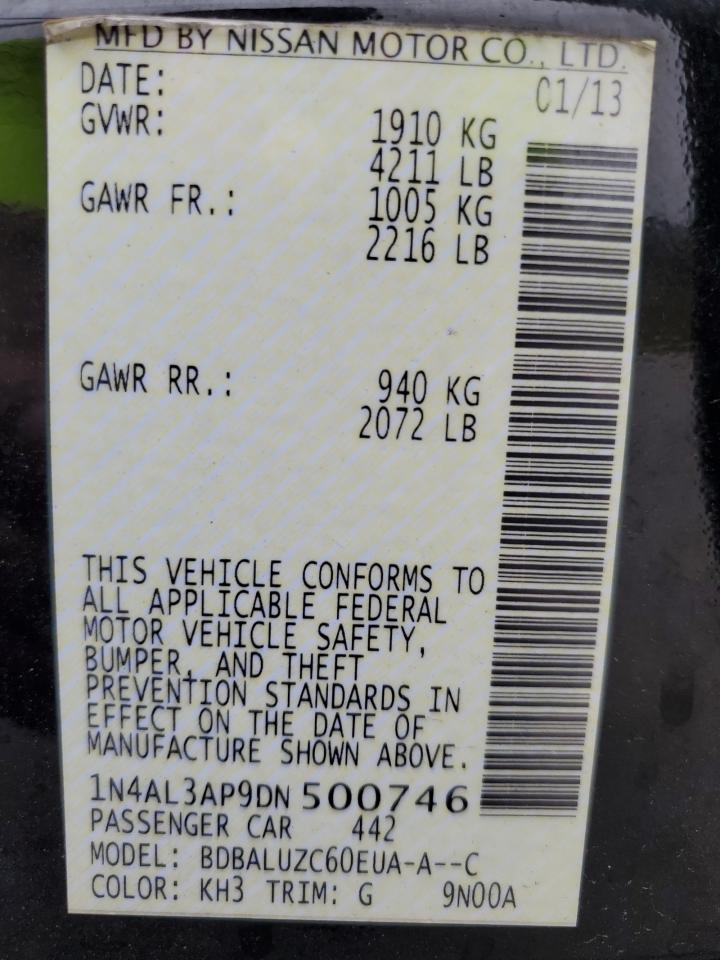 MFD BY NISSAN MOTOR CO., LTD.
DATE: 01/13
GVWR: 1910 KG
4211 LB
GAWR FR.: 1005 KG
2216 LB
GAWR RR.: 940 KG
2072 LB
THIS VEHICLE CONFORMS TO
ALL APPLICABLE FEDERAL
MOTOR VEHICLE SAFETY,
BUMPER, AND THEFT
PREVENTION STANDARDS IN
EFFECT ON THE DATE OF
MANUFACTURE SHOWN ABOVE.
1N4AL3AP9DN 500746
PASSENGER CAR 442
MODEL: BDBALUZC60EUA-A--C
COLOR: KH3 TRIM: G 9N00A